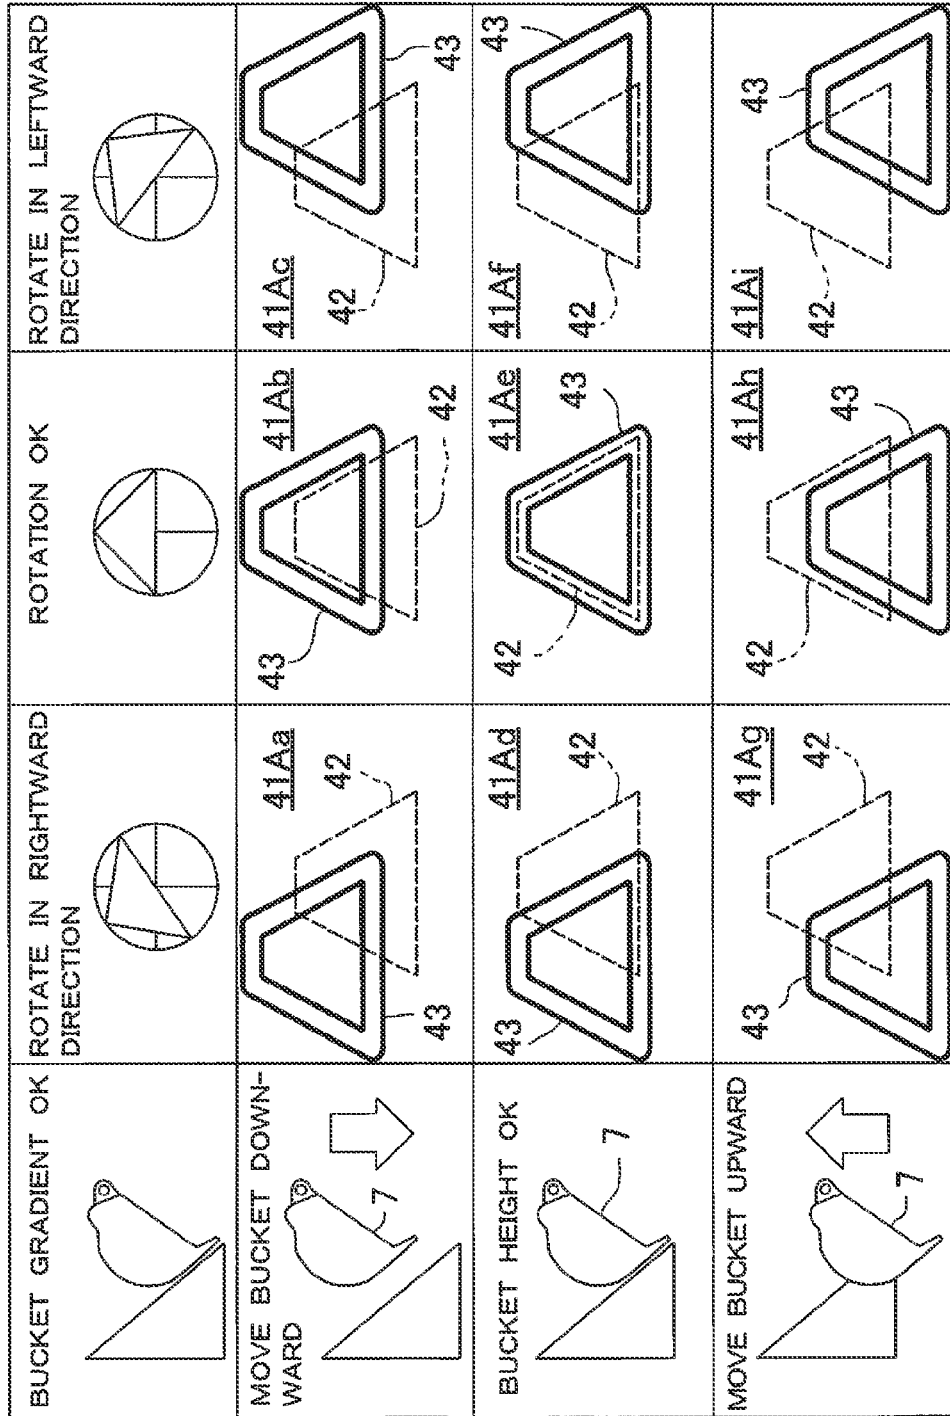 BUCKET GRADIENT OK
ROTATE IN RIGHTWARD
DIRECTION
ROTATION OK
ROTATE IN LEFTWARD
DIRECTION
MOVE BUCKET DOWN-
WARD
7
41Aa
42
43
41Ab
43
42
41Ac
42
43
BUCKET HEIGHT OK
7
41Ad
42
43
41Ae
43
42
41Af
42
43
MOVE BUCKET UPWARD
7
41Ag
42
43
41Ah
42
43
41Ai
42
43